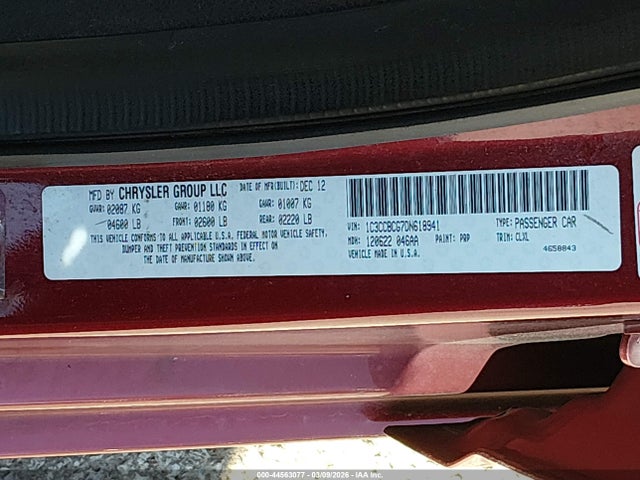 MFD BY CHRYSLER GROUP LLC DATE OF MFR(BUILT): DEC 12
GVWR: 02087 KG GAWR: 01180 KG GAWR: 01007 KG
04600 LB FRONT: 02600 LB REAR: 02220 LB
THIS VEHICLE CONFORMS TO ALL APPLICABLE U.S.A. FEDERAL MOTOR VEHICLE SAFETY,
BUMPER AND THEFT PREVENTION STANDARDS IN EFFECT ON
THE DATE OF MANUFACTURE SHOWN ABOVE.
VIN: 1C3CCBCG7DN618941 TYPE: PASSENGER CAR
MDH: 120622 046AA PAINT: PRP TRIM: CLXL
VEHICLE MADE IN U.S.A. 4658843
00-44563077 | 03/09/2026 | IAA Inc.